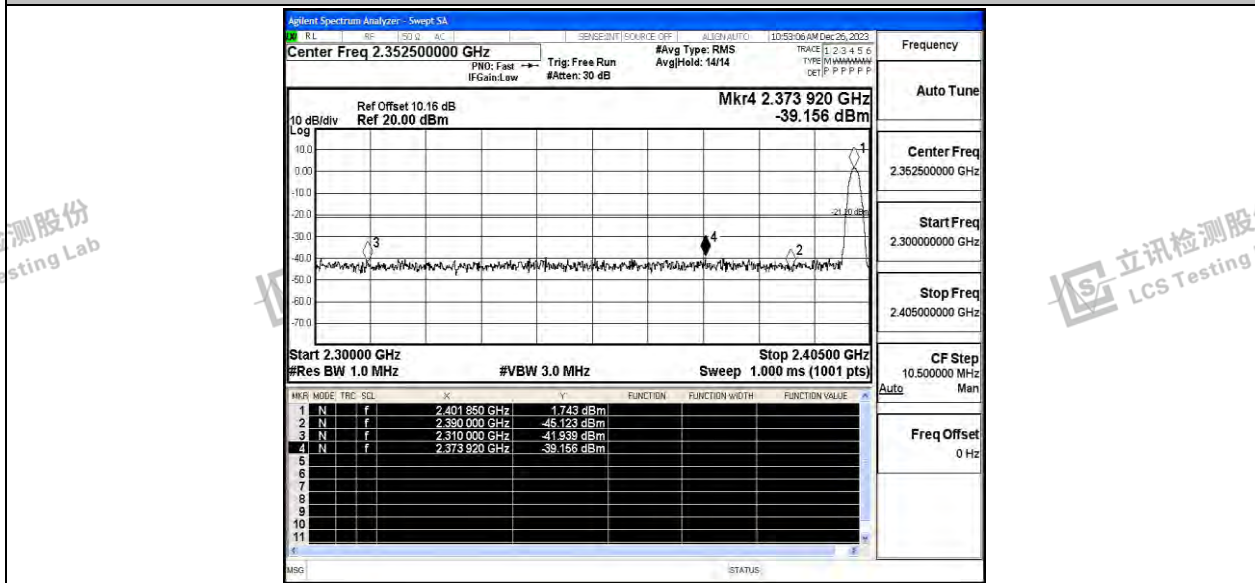 Agilent Spectrum Analyzer - Swept SA
RL RF 50 Ω AC SENSE:INT SOURCE OFF ALIGN AUTO 10:53:06 AM Dec 26, 2023
Center Freq 2.352500000 GHz
#Avg Type: RMS
TRACE 1 2 3 4 5 6
PNO: Fast
Trig: Free Run
Avg|Hold: 14/14
TYPE M WWWWW
IFGain:Low
#Atten: 30 dB
DET P P P P P P
Mkr4 2.373 920 GHz
-39.156 dBm
Ref Offset 10.16 dB
10 dB/div Ref 20.00 dBm
Log
10.0
0.00
-10.0
-20.0
-30.0
-40.0
-50.0
-60.0
-70.0
1
-21.20 dBm
3
4
2
Start 2.30000 GHz Stop 2.40500 GHz
#Res BW 1.0 MHz #VBW 3.0 MHz Sweep 1.000 ms (1001 pts)
MKR MODE TRC SCL X Y FUNCTION FUNCTION WIDTH FUNCTION VALUE
1 N f 2.401 850 GHz 1.743 dBm
2 N f 2.390 000 GHz -45.123 dBm
3 N f 2.310 000 GHz -41.939 dBm
4 N f 2.373 920 GHz -39.156 dBm
5
6
7
8
9
10
11
MSG STATUS
Frequency
Auto Tune
Center Freq
2.352500000 GHz
Start Freq
2.300000000 GHz
Stop Freq
2.405000000 GHz
CF Step
10.500000 MHz
Auto Man
Freq Offset
0 Hz
测股份
Testing Lab
立讯检测股
LCS Testing